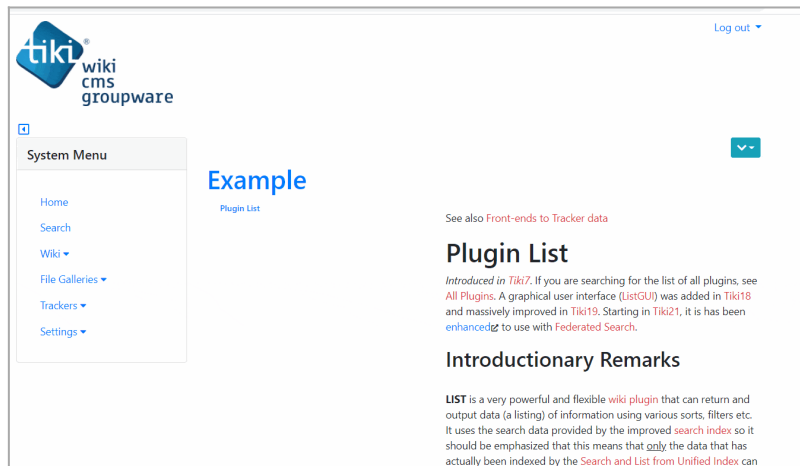 Log out
tiki®
wiki
cms
groupware
System Menu
Home
Search
Wiki
File Galleries
Trackers
Settings
Example
Plugin List
See also Front-ends to Tracker data
Plugin List
Introduced in Tiki7. If you are searching for the list of all plugins, see
All Plugins. A graphical user interface (ListGUI) was added in Tiki18
and massively improved in Tiki19. Starting in Tiki21, it is has been
enhanced to use with Federated Search.
Introductionary Remarks
LIST is a very powerful and flexible wiki plugin that can return and
output data (a listing) of information using various sorts, filters etc.
It uses the search data provided by the improved search index so it
should be emphasized that this means that only the data that has
actually been indexed by the Search and List from Unified Index can